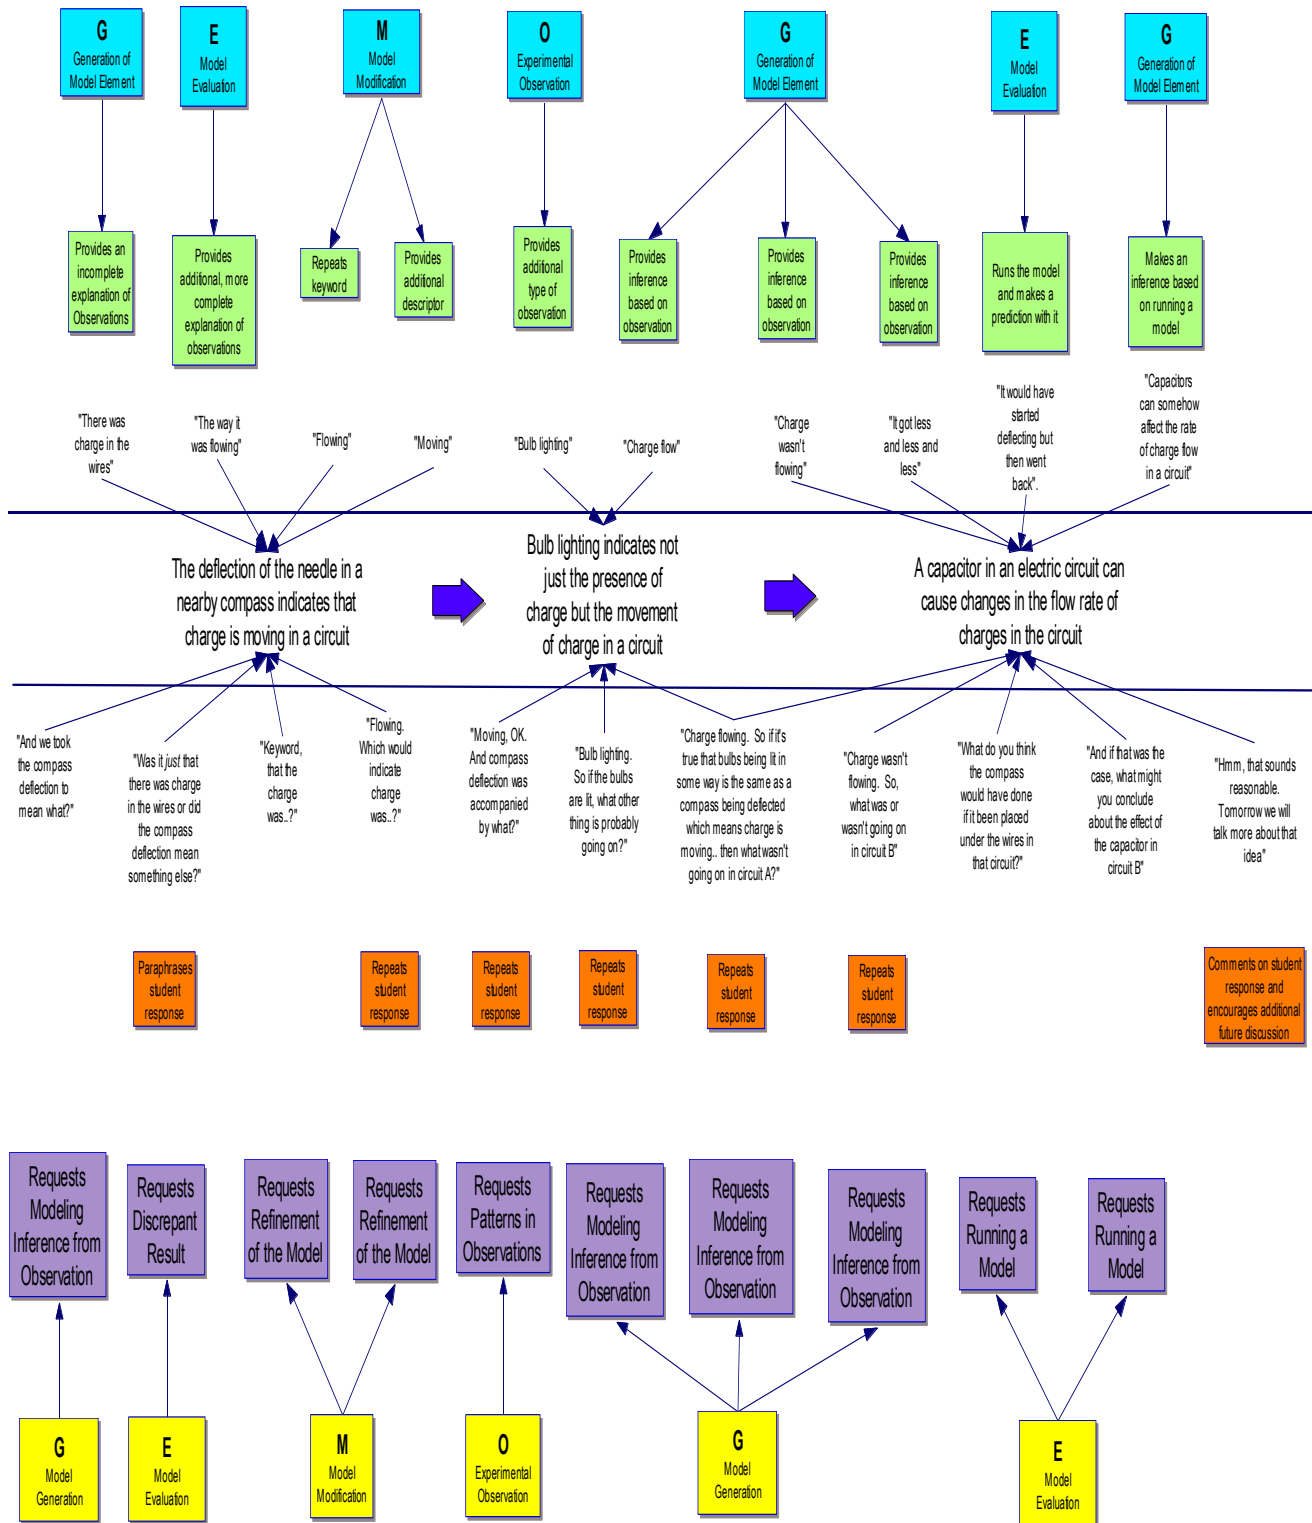 G
Generation of
Model Element
E
Model
Evaluation
M
Model
Modification
O
Experimental
Observation
G
Generation of
Model Element
E
Model
Evaluation
G
Generation of
Model Element
Provides an
incomplete
explanation of
Observations
Provides
additional, more
complete
explanation of
observations
Repeats
keyword
Provides
additional
descriptor
Provides
additional
type of
observation
Provides
inference
based on
observation
Provides
inference
based on
observation
Provides
inference
based on
observation
Runs the model
and makes a
prediction with it
Makes an
inference based
on running a
model
"There was
charge in the
wires"
"The way it
was flowing"
"Flowing"
"Moving"
"Bulb lighting"
"Charge flow"
"Charge
wasn't
flowing"
"It got less
and less and
less"
"It would have
started
deflecting but
then went
back".
"Capacitors
can somehow
affect the rate
of charge flow
in a circuit"
The deflection of the needle in a
nearby compass indicates that
charge is moving in a circuit
Bulb lighting indicates not
just the presence of
charge but the movement
of charge in a circuit
A capacitor in an electric circuit can
cause changes in the flow rate of
charges in the circuit
"And we took
the compass
deflection to
mean what?"
"Was it just that
there was charge
in the wires or did
the compass
deflection mean
something else?"
"Keyword,
that the
charge
was..?"
"Flowing.
Which would
indicate
charge
was..?"
"Moving, OK.
And compass
deflection was
accompanied
by what?"
"Bulb lighting.
So if the bulbs
are lit, what other
thing is probably
going on?"
"Charge flowing. So if it's
true that bulbs being lit in
some way is the same as a
compass being deflected
which means charge is
moving.. then what wasn't
going on in circuit A?"
"Charge wasn't
flowing. So,
what was or
wasn't going on
in circuit B"
"What do you think
the compass
would have done
if it been placed
under the wires in
that circuit?"
"And if that was the
case, what might
you conclude
about the effect of
the capacitor in
circuit B"
"Hmm, that sounds
reasonable.
Tomorrow we will
talk more about that
idea"
Paraphrases
student
response
Repeats
student
response
Repeats
student
response
Repeats
student
response
Repeats
student
response
Repeats
student
response
Comments on student
response and
encourages additional
future discussion
Requests
Modeling
Inference from
Observation
Requests
Discrepant
Result
Requests
Refinement
of the Model
Requests
Refinement
of the Model
Requests
Patterns in
Observations
Requests
Modeling
Inference from
Observation
Requests
Modeling
Inference from
Observation
Requests
Modeling
Inference from
Observation
Requests
Running a
Model
Requests
Running a
Model
G
Model
Generation
E
Model
Evaluation
M
Model
Modification
O
Experimental
Observation
G
Model
Generation
E
Model
Evaluation